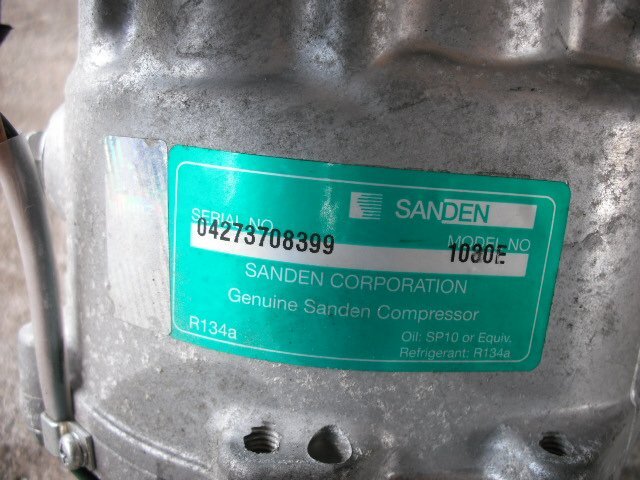 SANDEN
SERIAL NO
MODEL NO
04273708399
1030E
SANDEN CORPORATION
Genuine Sanden Compressor
R134a
Oil: SP10 or Equiv.
Refrigerant: R134a